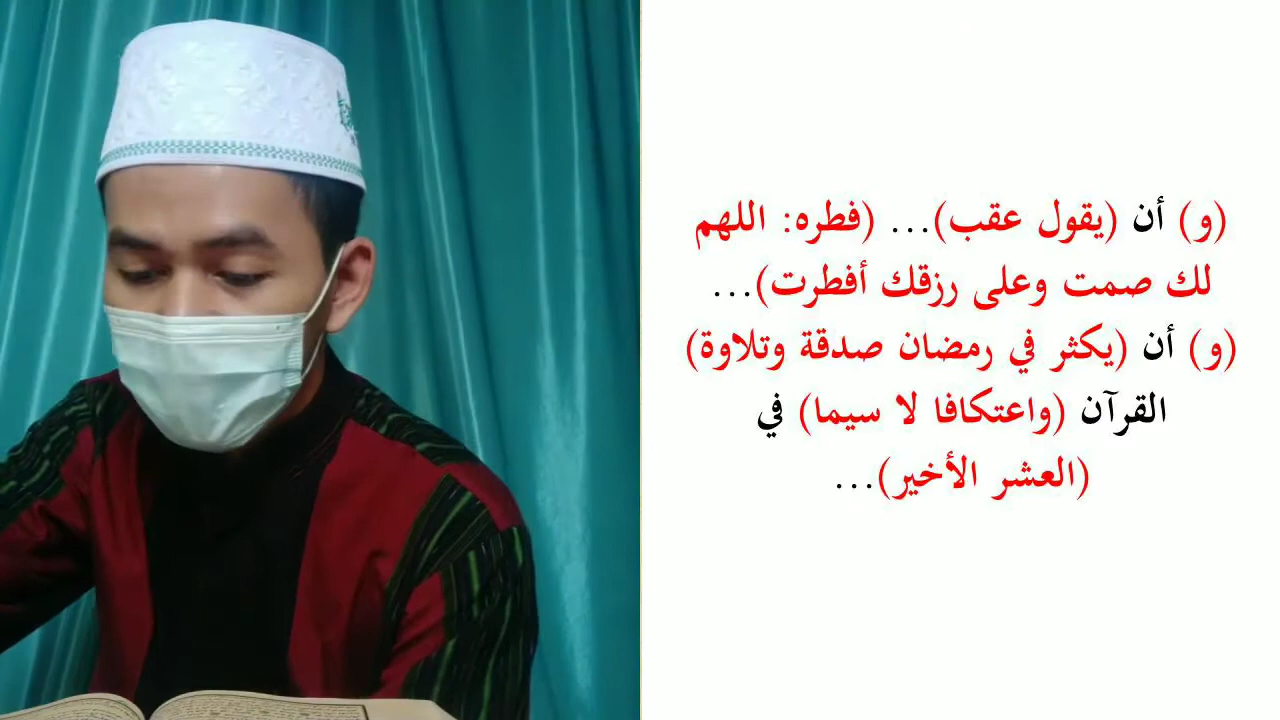 (و) أن (يقول عقب)... (فطره: اللهم
لك صمت وعلى رزقك أفطرت)...
(و) أن (يكثر في رمضان صدقة وتلاوة)
القرآن (واعتكافا لا سيما) في
(العشر الأخير)...